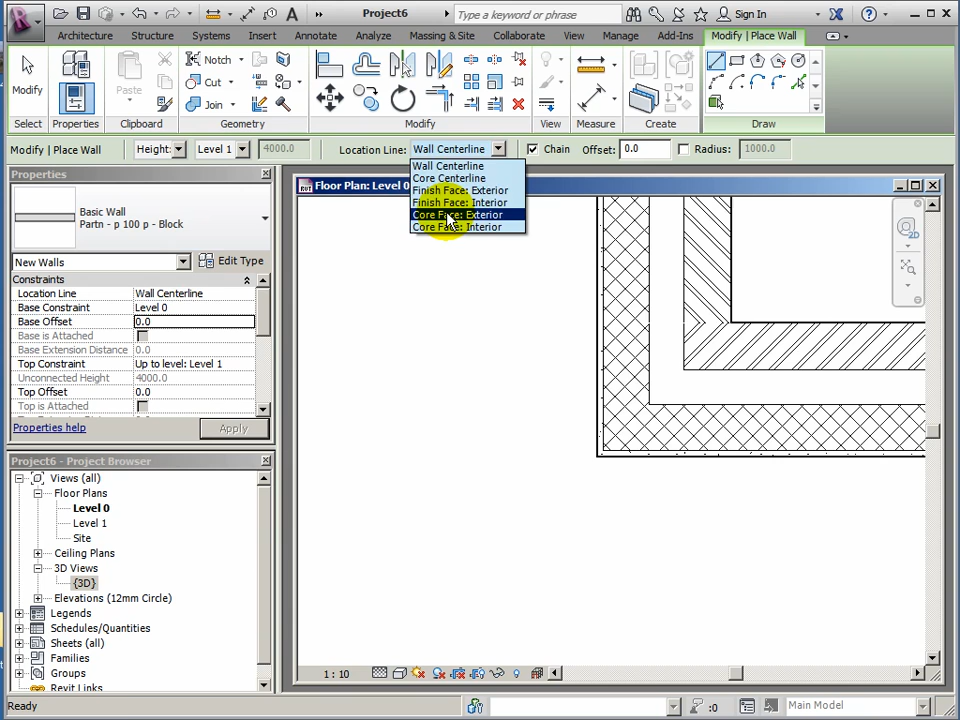 Project6
Type a keyword or phrase
Sign In
Architecture Structure Systems Insert Annotate Analyze Massing & Site Collaborate View Manage Add-Ins Modify | Place Wall
Modify
Paste
Notch
Cut
Join
Select Properties Clipboard Geometry Modify View Measure Create Draw
Modify | Place Wall Height: Level 1 4000.0 Location Line: Wall Centerline Chain Offset: 0.0 Radius: 1000.0
Wall Centerline
Core Centerline
Finish Face: Exterior
Finish Face: Interior
Core Face: Exterior
Core Face: Interior
Properties
Basic Wall
Partn - p 100 p - Block
New Walls Edit Type
Constraints
Location Line Wall Centerline
Base Constraint Level 0
Base Offset 0.0
Base is Attached
Base Extension Distance 0.0
Top Constraint Up to level: Level 1
Unconnected Height 4000.0
Top Offset 0.0
Top is Attached
Properties help Apply
Floor Plan: Level 0
2D
Project6 - Project Browser
Views (all)
Floor Plans
Level 0
Level 1
Site
Ceiling Plans
3D Views
{3D}
Elevations (12mm Circle)
Legends
Schedules/Quantities
Sheets (all)
Families
Groups
Revit Links
1 : 10
Ready :0 Main Model